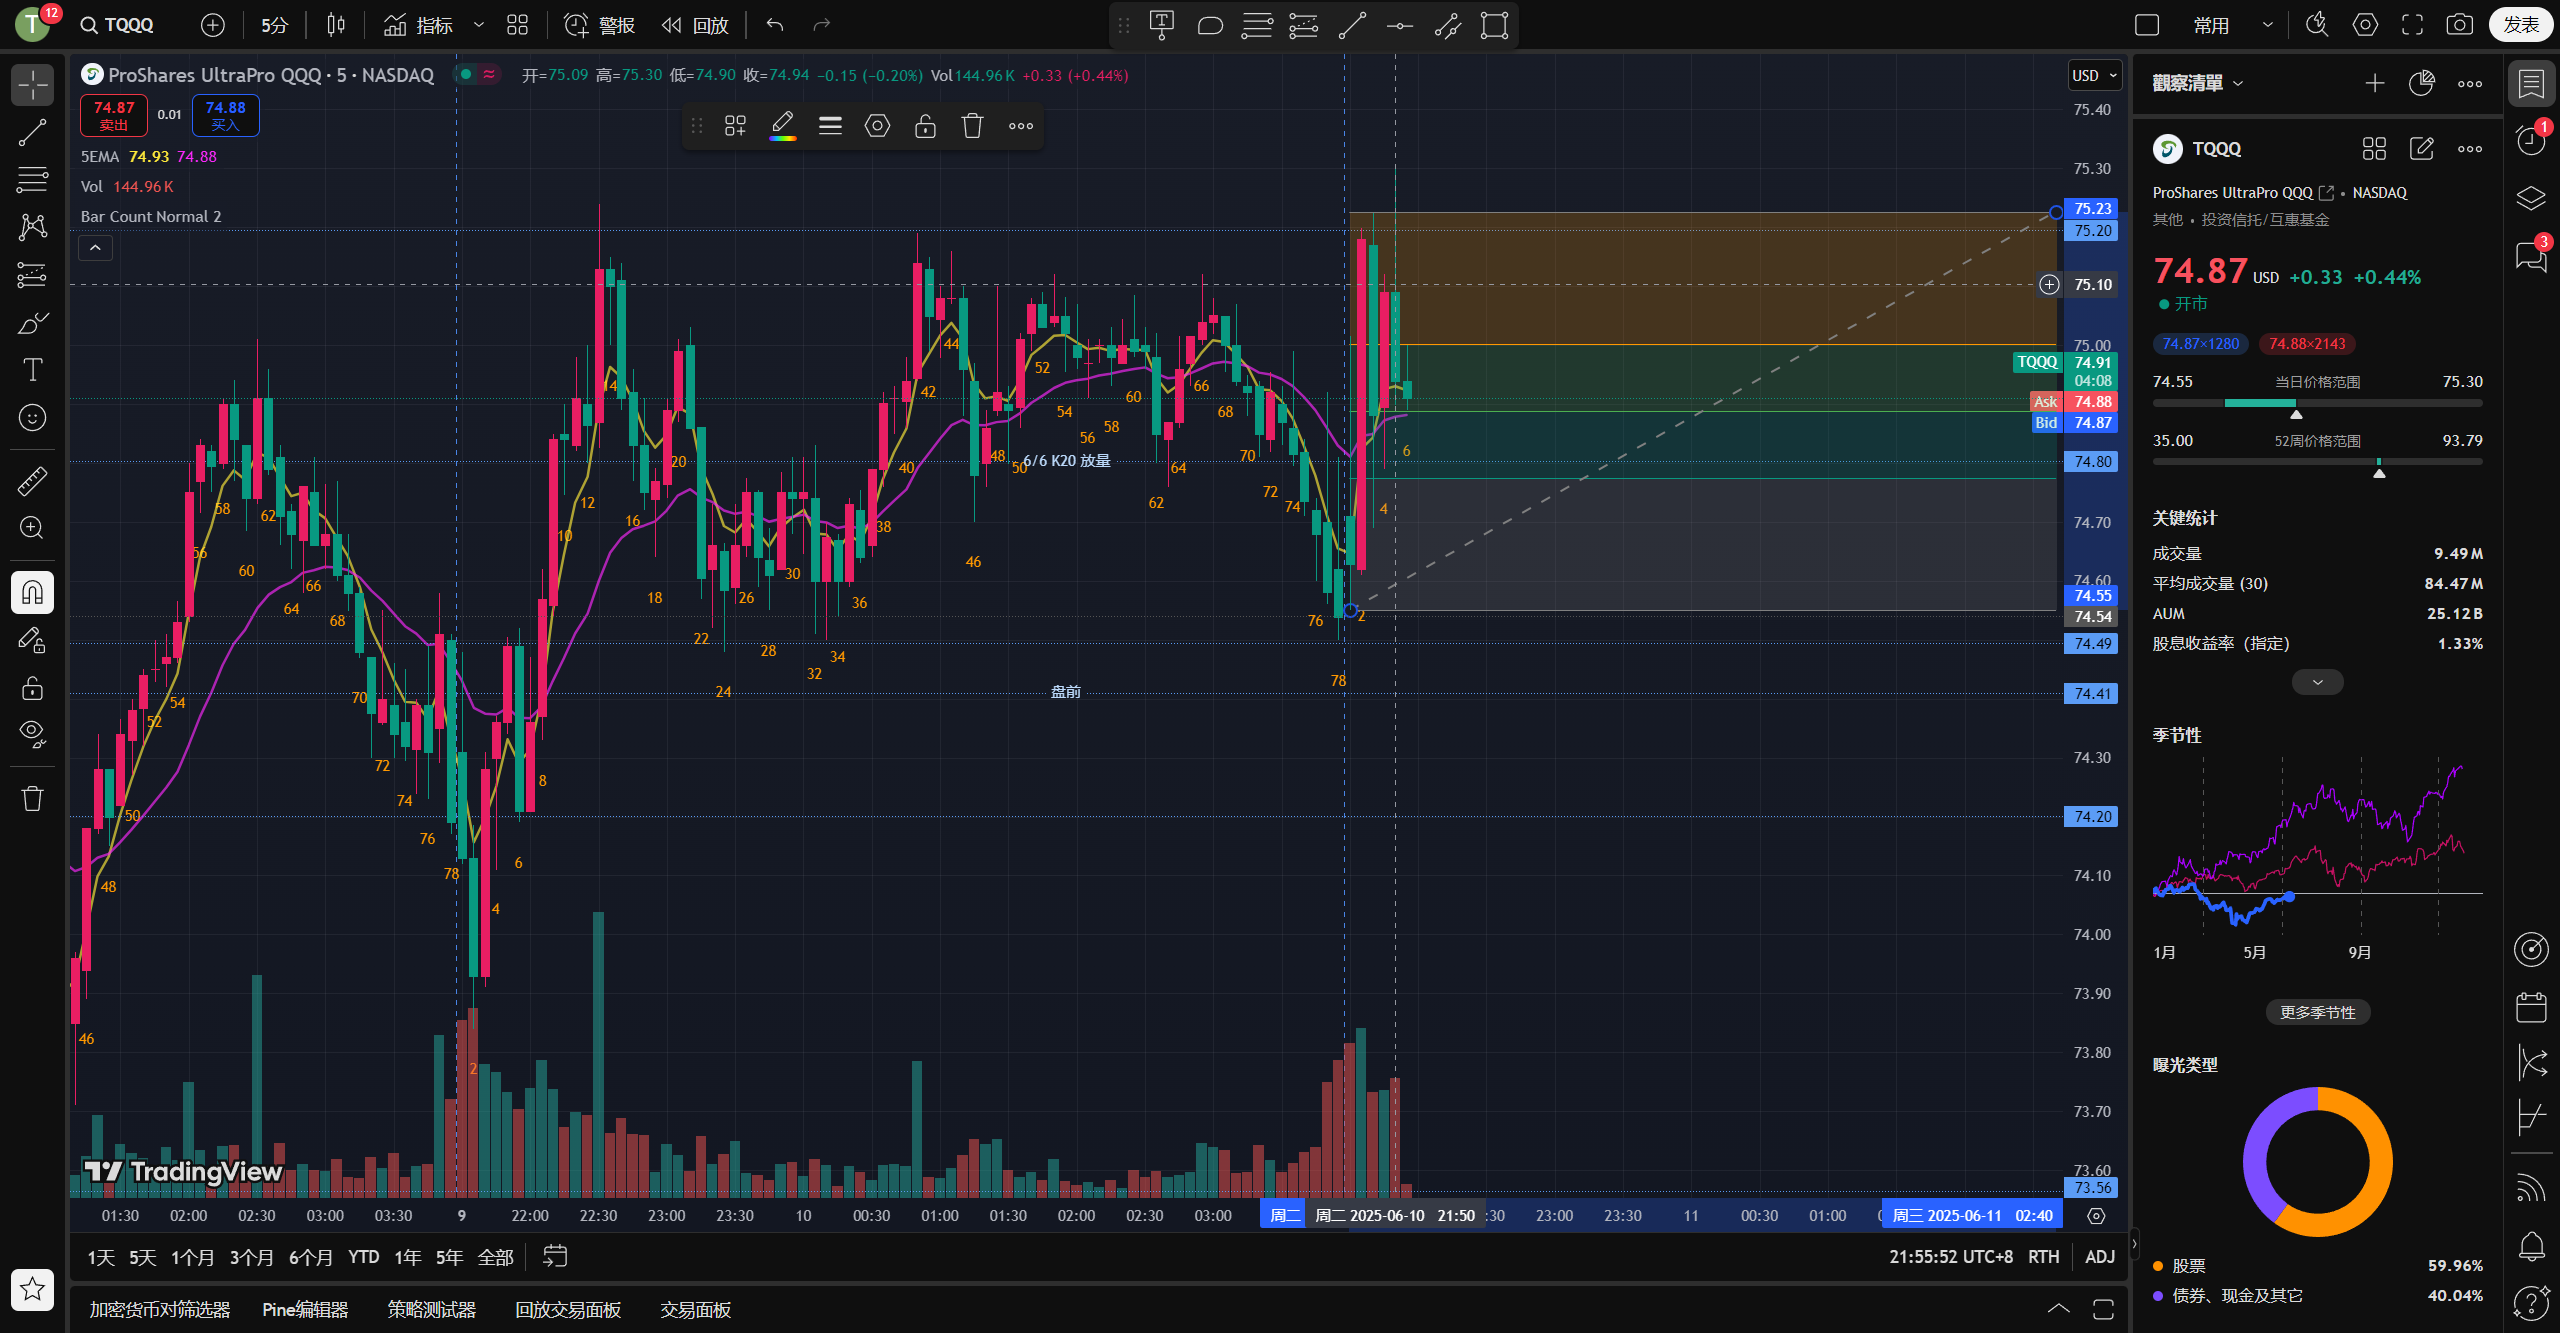 T 12 TQQQ 5分 指标 警报 回放 常用 发表
ProShares UltraPro QQQ · 5 · NASDAQ 开=75.09 高=75.30 低=74.90 收=74.94 −0.15 (−0.20%) Vol144.96 K +0.33 (+0.44%)
74.87 卖出 0.01 74.88 买入
5EMA 74.93 74.88
Vol 144.96 K
Bar Count Normal 2
USD
75.40
75.30
75.23
75.20
75.10
75.00
TQQQ 74.91
04:08
Ask 74.88
Bid 74.87
74.80
74.70
74.60
74.55
74.54
74.49
74.41
74.30
74.20
74.10
74.00
73.90
73.80
73.70
73.60
73.56
6/6 K20 放量
盘前
46 48 50 52 54 56 58 60 62 64 66 68 70 72 74 76 78
2 4 6 8 10 12 14 16 18 20 22 24 26 28 30 32 34 36 38 40 42 44 46 48 50 52 54 56 58 60 62 64 66 68 70 72 74 76 78
2 4 6
TradingView
01:30 02:00 02:30 03:00 03:30 9 22:00 22:30 23:00 23:30 10 00:30 01:00 01:30 02:00 02:30 03:00 周二 周二 2025-06-10 21:50 :30 23:00 23:30 11 00:30 01:00 周三 2025-06-11 02:40
1天 5天 1个月 3个月 6个月 YTD 1年 5年 全部 21:55:52 UTC+8 RTH ADJ
加密货币对筛选器 Pine编辑器 策略测试器 回放交易面板 交易面板
觀察清單
TQQQ
ProShares UltraPro QQQ • NASDAQ
其他 • 投资信托/互惠基金
74.87 USD +0.33 +0.44%
开市
74.87×1280 74.88×2143
74.55 当日价格范围 75.30
35.00 52周价格范围 93.79
关键统计
成交量 9.49 M
平均成交量 (30) 84.47 M
AUM 25.12 B
股息收益率（指定） 1.33%
季节性
1月 5月 9月
更多季节性
曝光类型
股票 59.96%
债券、现金及其它 40.04%
1
3